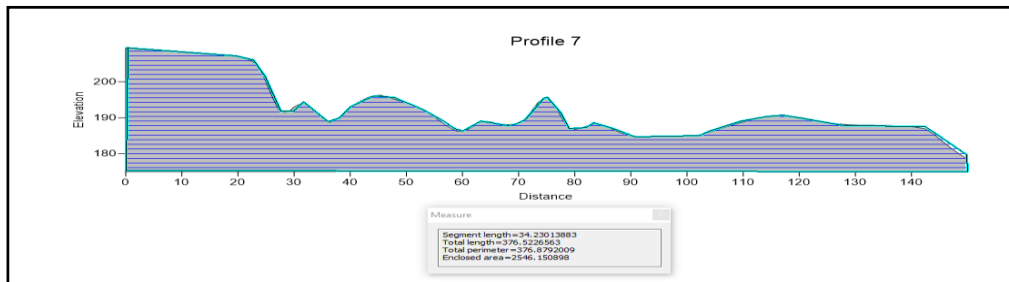 Profile 7
Elevation
200
190
180
0 10 20 30 40 50 60 70 80 90 100 110 120 130 140
Distance
Measure
Segment length=34.23013883
Total length=376.5226563
Total perimeter=376.8792009
Enclosed area=2546.150898